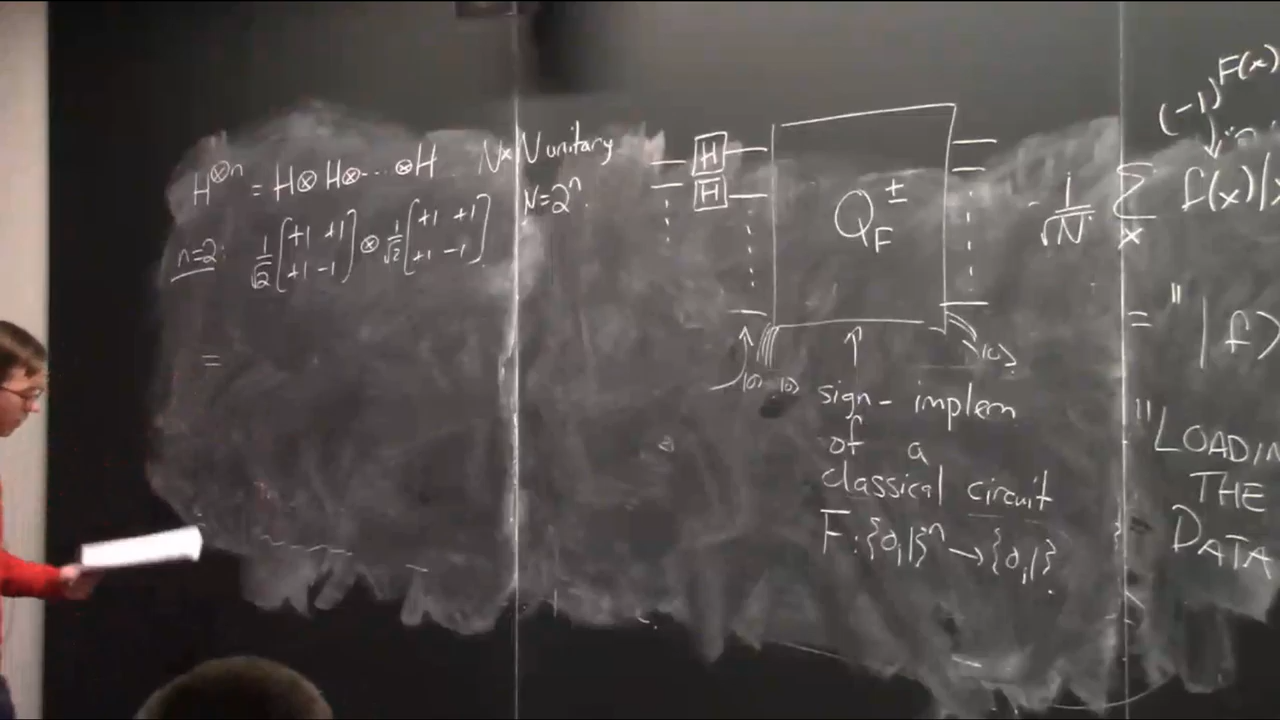 H^{⊗n} = H⊗H⊗···⊗H. N×N unitary
N=2^n.
n=2: 1/√2 [+1 +1
+1 −1] ⊗ 1/√2 [+1 +1
+1 −1]
=
H
H
Q_F^±
|0⟩ |0⟩
|0⟩
sign-implem
of a
classical circuit
F:{0,1}^n → {0,1}
F(x)
(-1)
1/√N Σ_x f(x)|x
= "|f⟩
"LOADIN
THE
DATA